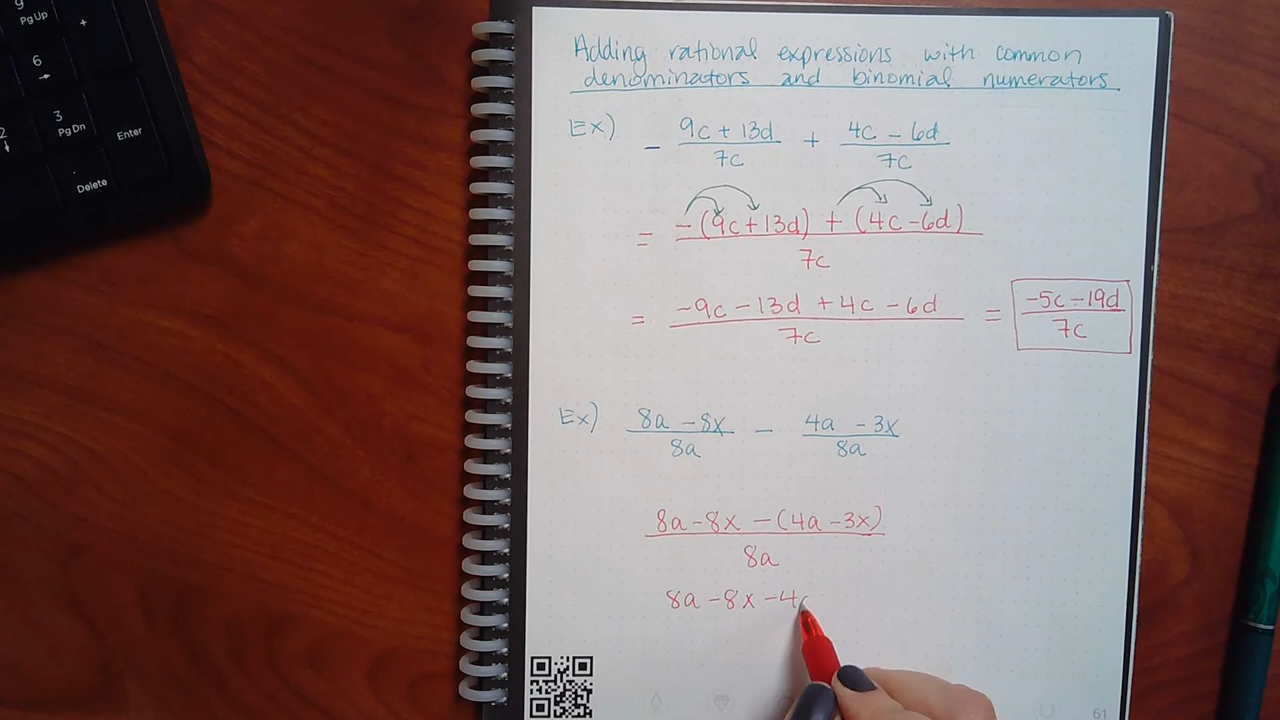 9
PgUp
+
6
→
3
PgDn
2
↓
Enter
Delete
Adding rational expressions with common
denominators and binomial numerators
Ex) - (9c + 13d)/7c + (4c - 6d)/7c
= (-(9c+13d) + (4c-6d))/7c
= (-9c - 13d + 4c - 6d)/7c = (-5c - 19d)/7c
Ex) (8a - 8x)/8a - (4a - 3x)/8a
(8a - 8x - (4a - 3x))/8a
8a - 8x - 4
61